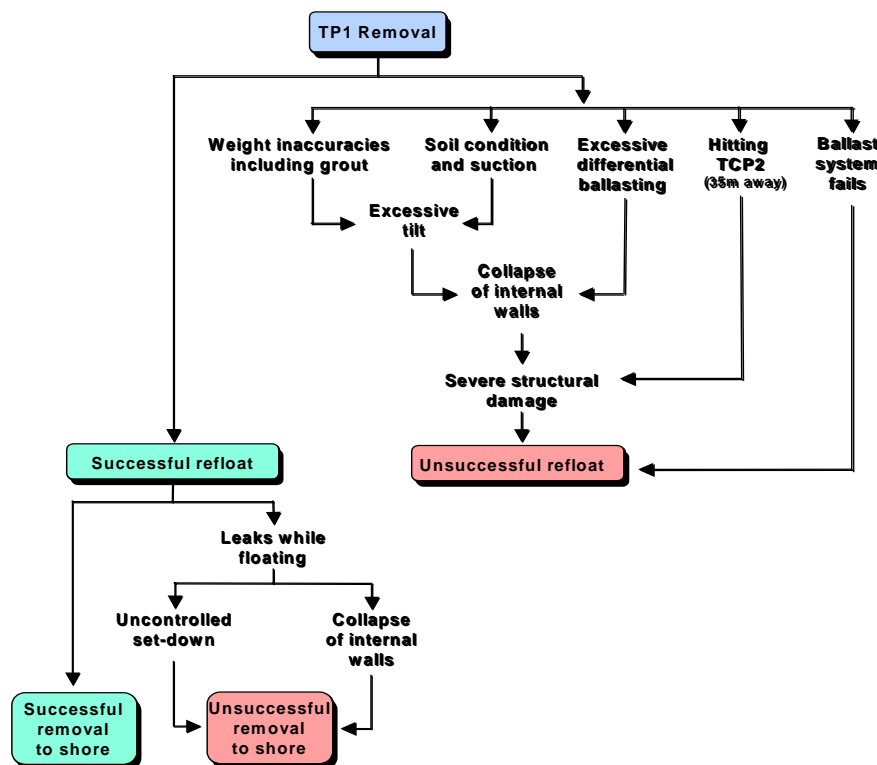 TP1 Removal
Weight inaccuracies
including grout
Soil condition
and suction
Excessive
differential
ballasting
Hitting
TCP2
(35m away)
Ballast
system
fails
Excessive
tilt
Collapse
of internal
walls
Severe structural
damage
Successful refloat
Unsuccessful refloat
Leaks while
floating
Uncontrolled
set-down
Collapse
of internal
walls
Successful
removal
to shore
Unsuccessful
removal
to shore